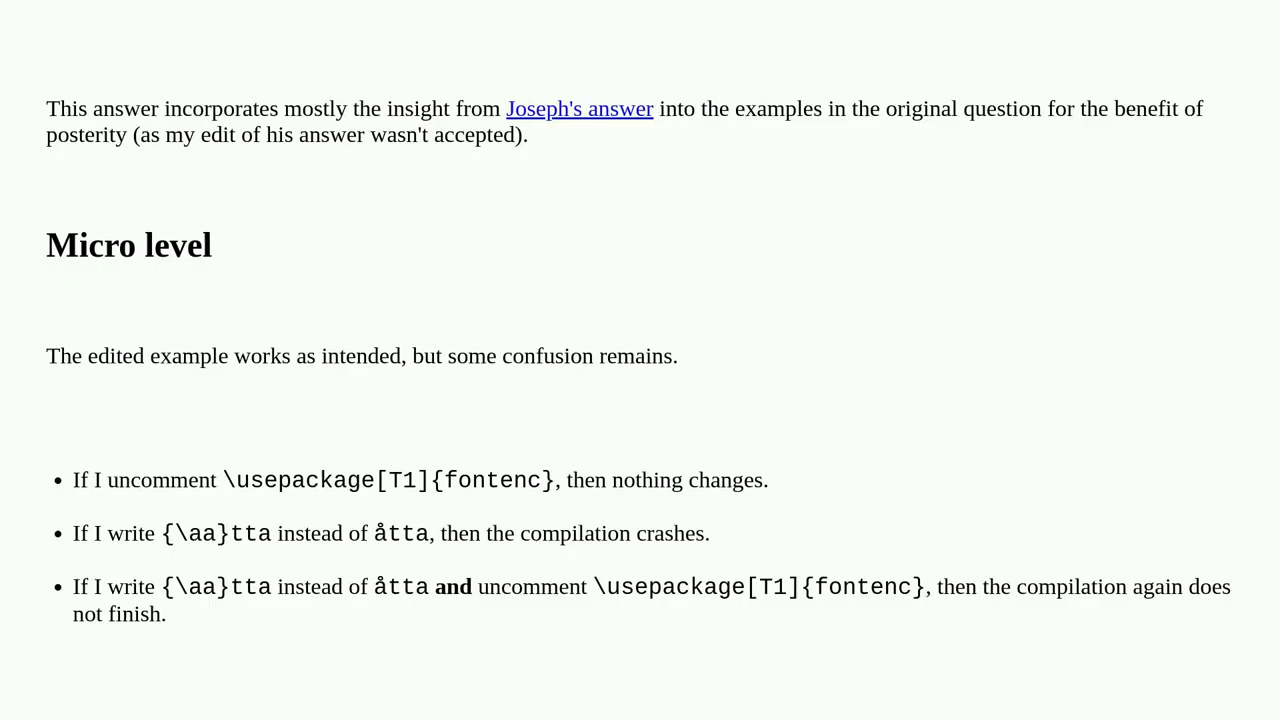 This answer incorporates mostly the insight from Joseph's answer into the examples in the original question for the benefit of
posterity (as my edit of his answer wasn't accepted).
Micro level
The edited example works as intended, but some confusion remains.
• If I uncomment \usepackage[T1]{fontenc}, then nothing changes.
• If I write {\aa}tta instead of åtta, then the compilation crashes.
• If I write {\aa}tta instead of åtta and uncomment \usepackage[T1]{fontenc}, then the compilation again does
not finish.